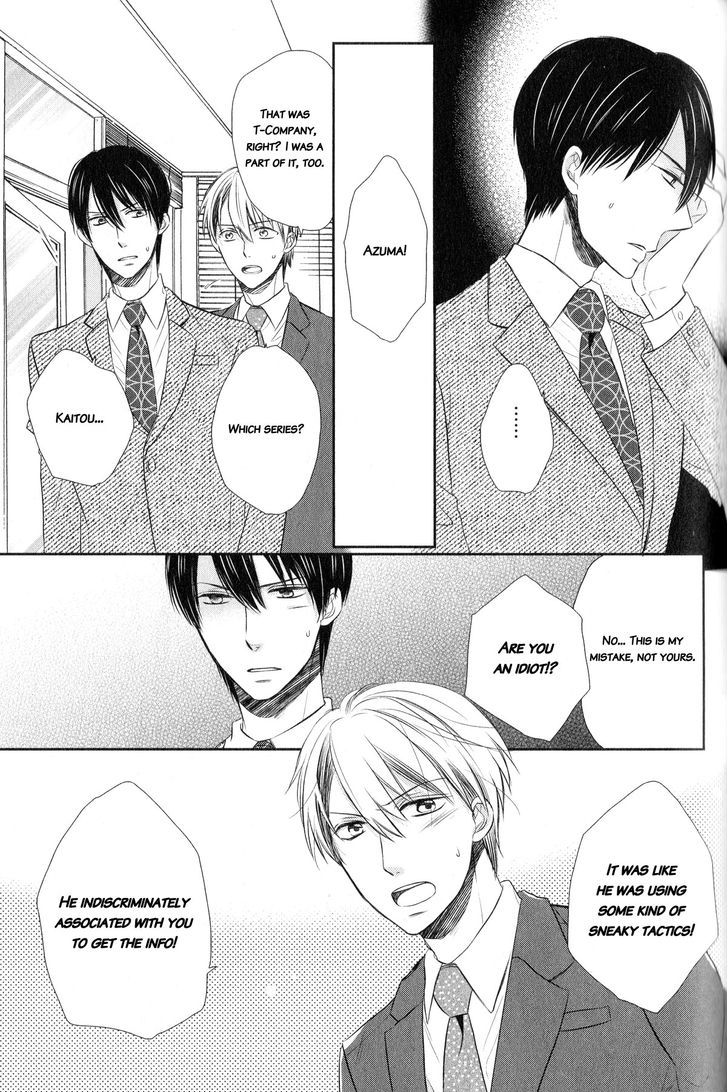 ......
AZUMA!
THAT WAS
T-COMPANY,
RIGHT? I WAS A
PART OF IT, TOO.
WHICH SERIES?
KAITOU...
NO... THIS IS MY
MISTAKE, NOT YOURS.
ARE YOU
AN IDIOT!?
IT WAS LIKE
HE WAS USING
SOME KIND OF
SNEAKY TACTICS!
HE INDISCRIMINATELY
ASSOCIATED WITH YOU
TO GET THE INFO!